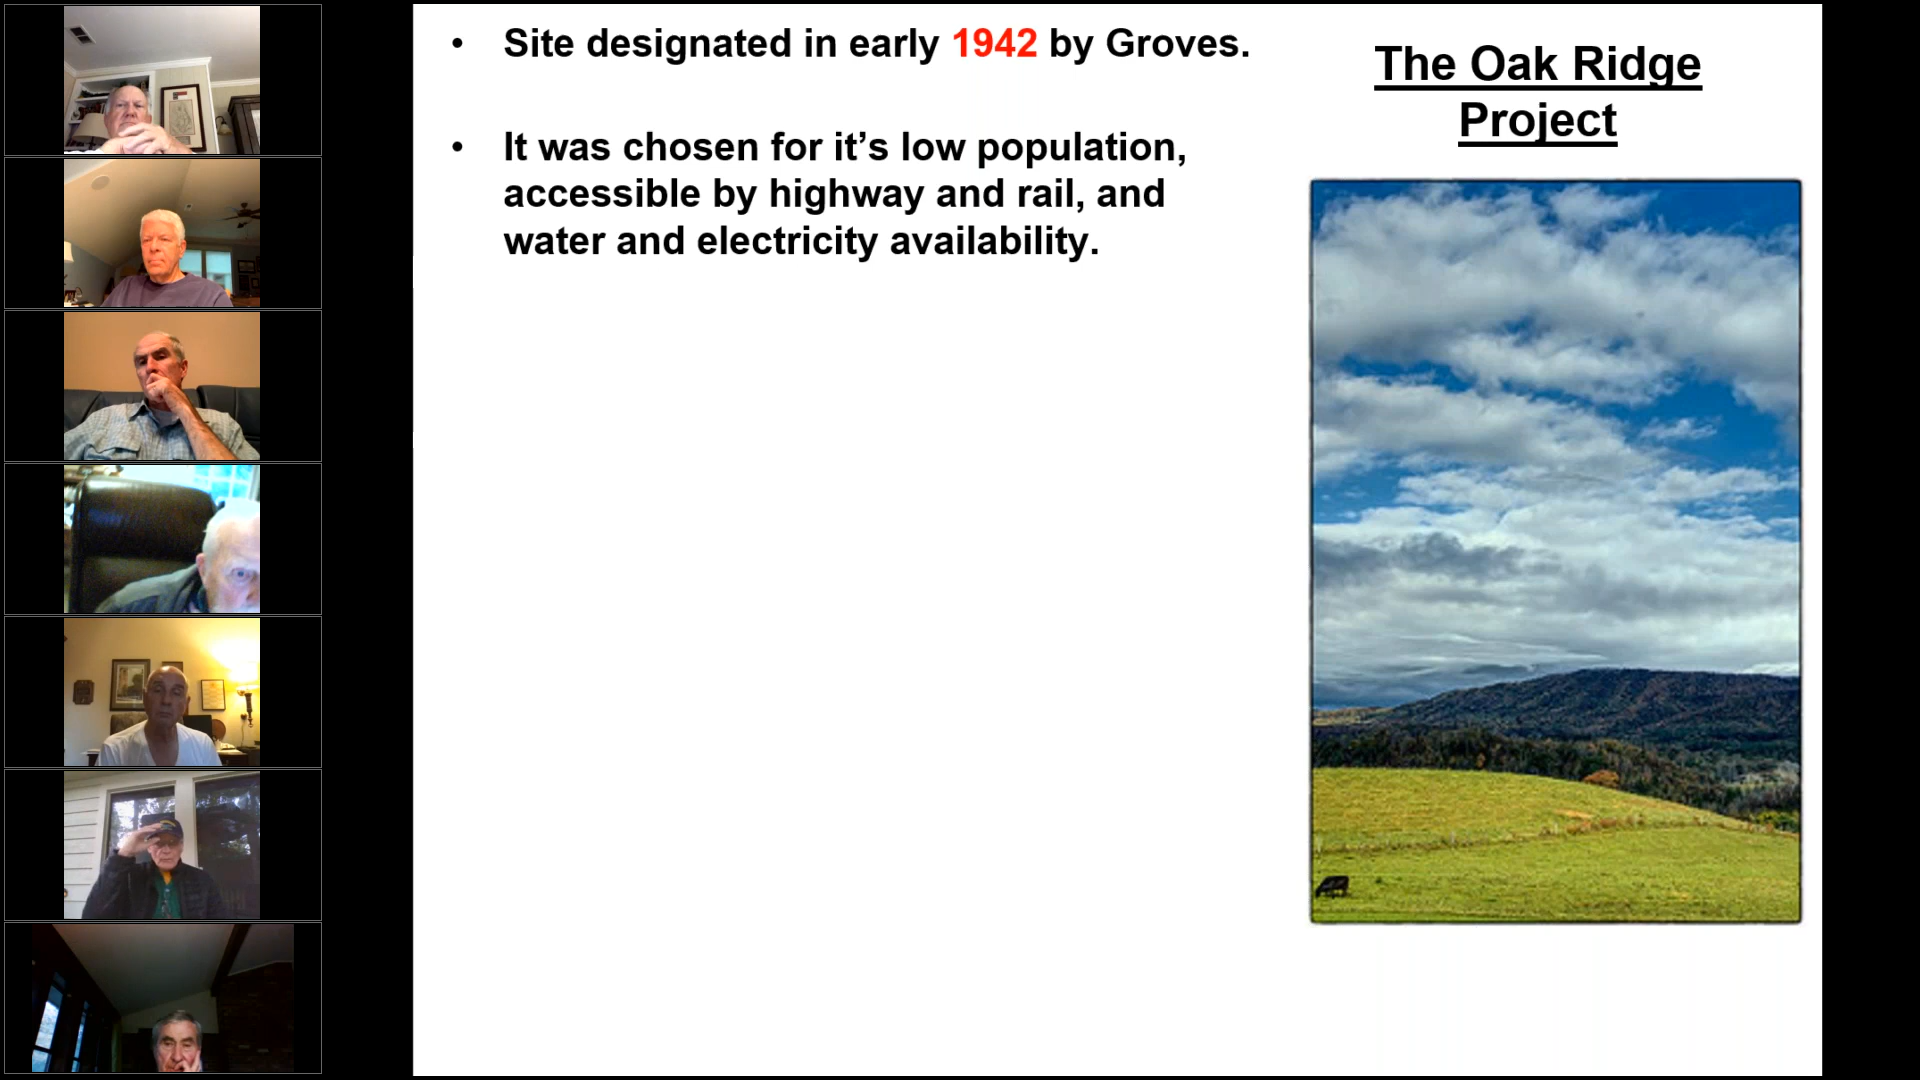 • Site designated in early 1942 by Groves.
• It was chosen for it’s low population,
accessible by highway and rail, and
water and electricity availability.
The Oak Ridge
Project